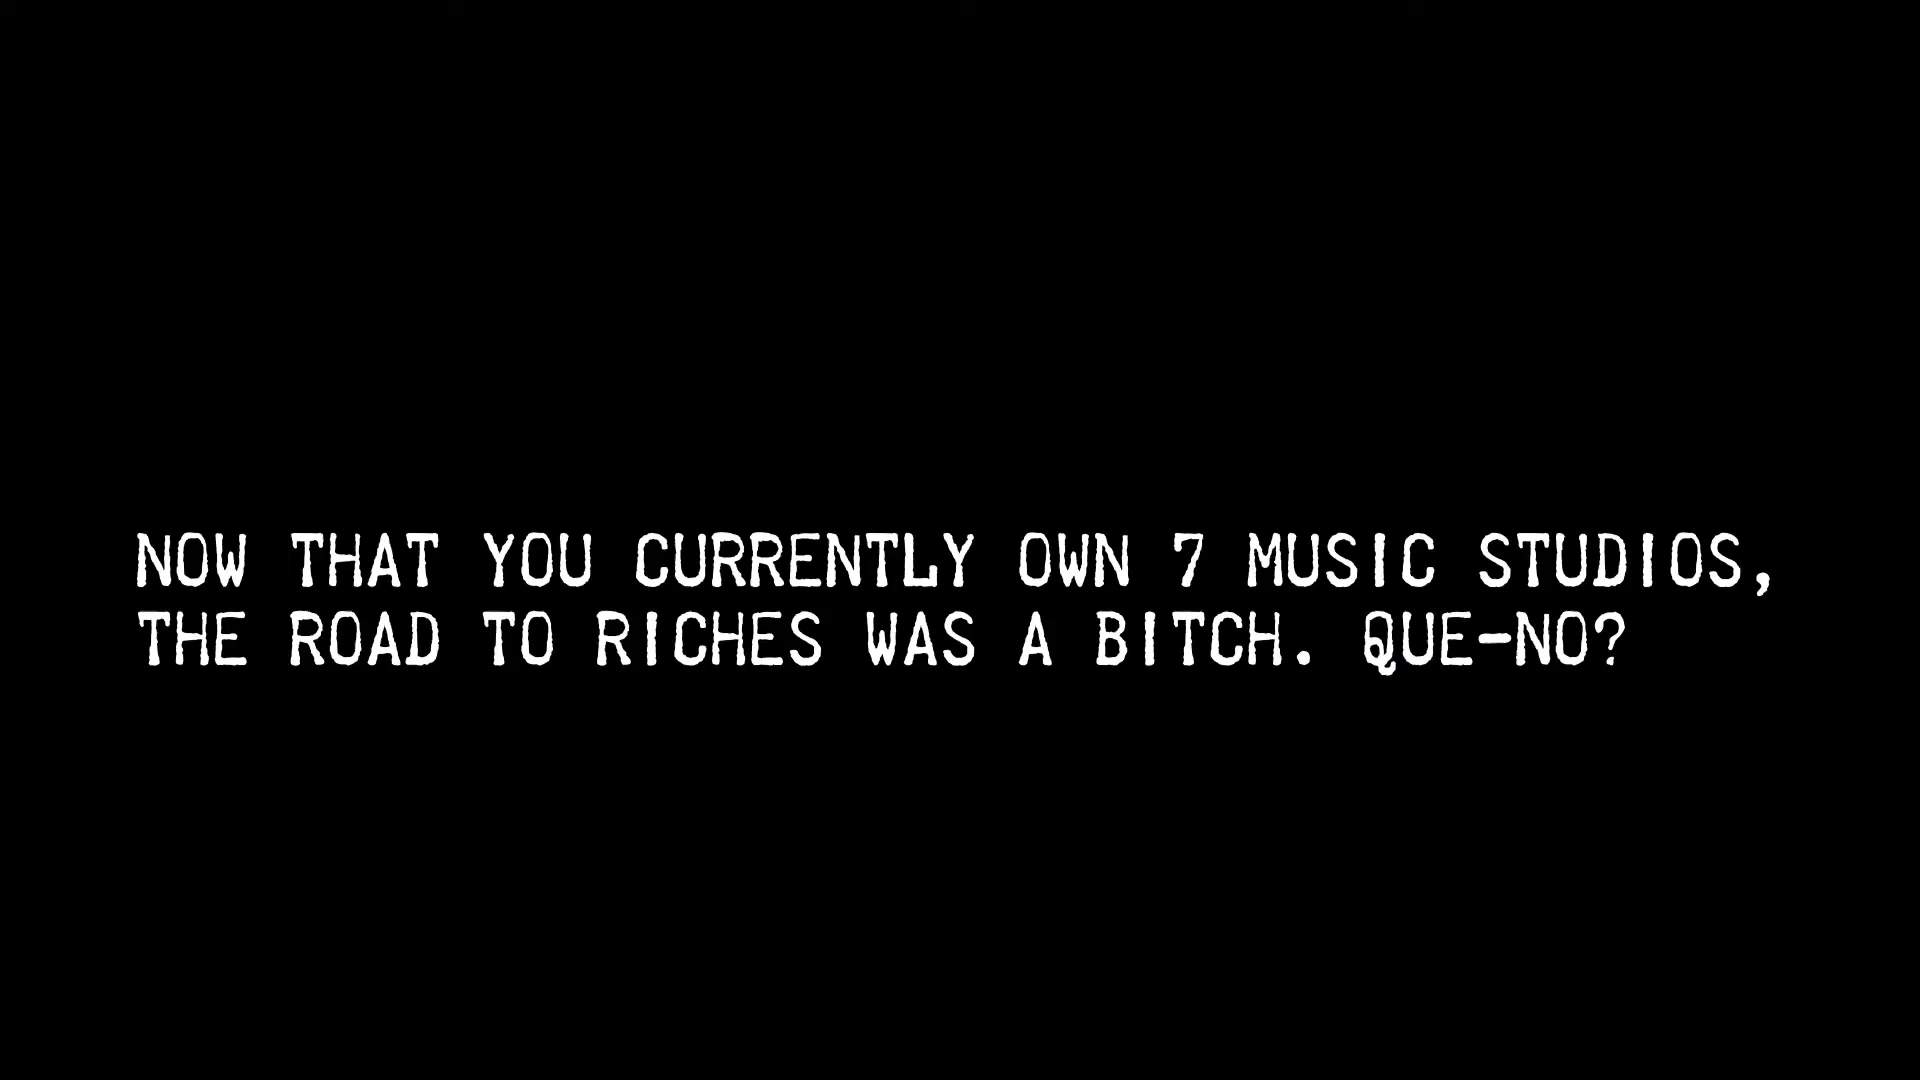 NOW THAT YOU CURRENTLY OWN 7 MUSIC STUDIOS,
THE ROAD TO RICHES WAS A BITCH. QUE-NO?